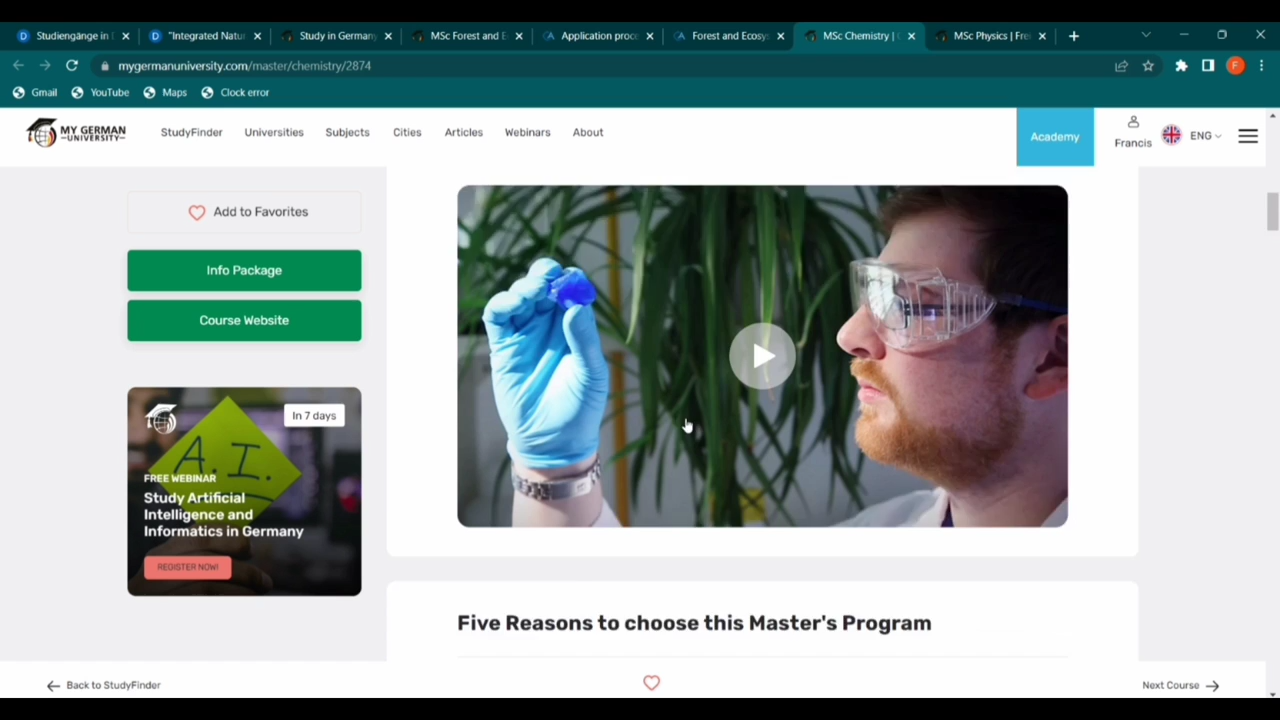 Studiengänge in
"Integrated Natu
Study in Germany
MSc Forest and E
Application proc
Forest and Ecosy
MSc Chemistry |
MSc Physics | Fre
mygermanuniversity.com/master/chemistry/2874
F
Gmail
YouTube
Maps
Clock error
MY GERMAN
UNIVERSITY
StudyFinder
Universities
Subjects
Cities
Articles
Webinars
About
Academy
Francis
ENG
Add to Favorites
Info Package
Course Website
In 7 days
A.I.
FREE WEBINAR
Study Artificial
Intelligence and
Informatics in Germany
REGISTER NOW!
Five Reasons to choose this Master's Program
Back to StudyFinder
Next Course